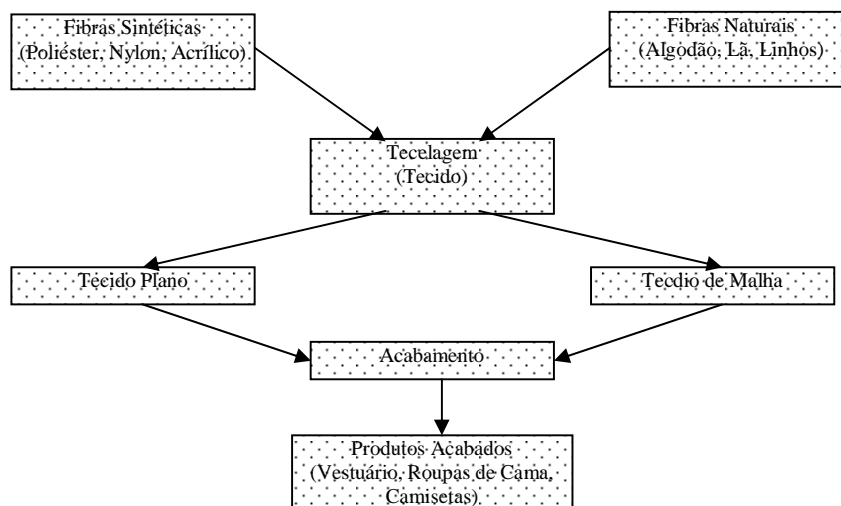 Fibras Sintéticas
(Poliéster, Nylon, Acrílico)
Fibras Naturais
(Algodão, Lã, Linhos)
Tecelagem
(Tecido)
Tecido Plano
Tecdio de Malha
Acabamento
Produtos Acabados
(Vestuário, Roupas de Cama,
Camisetas)